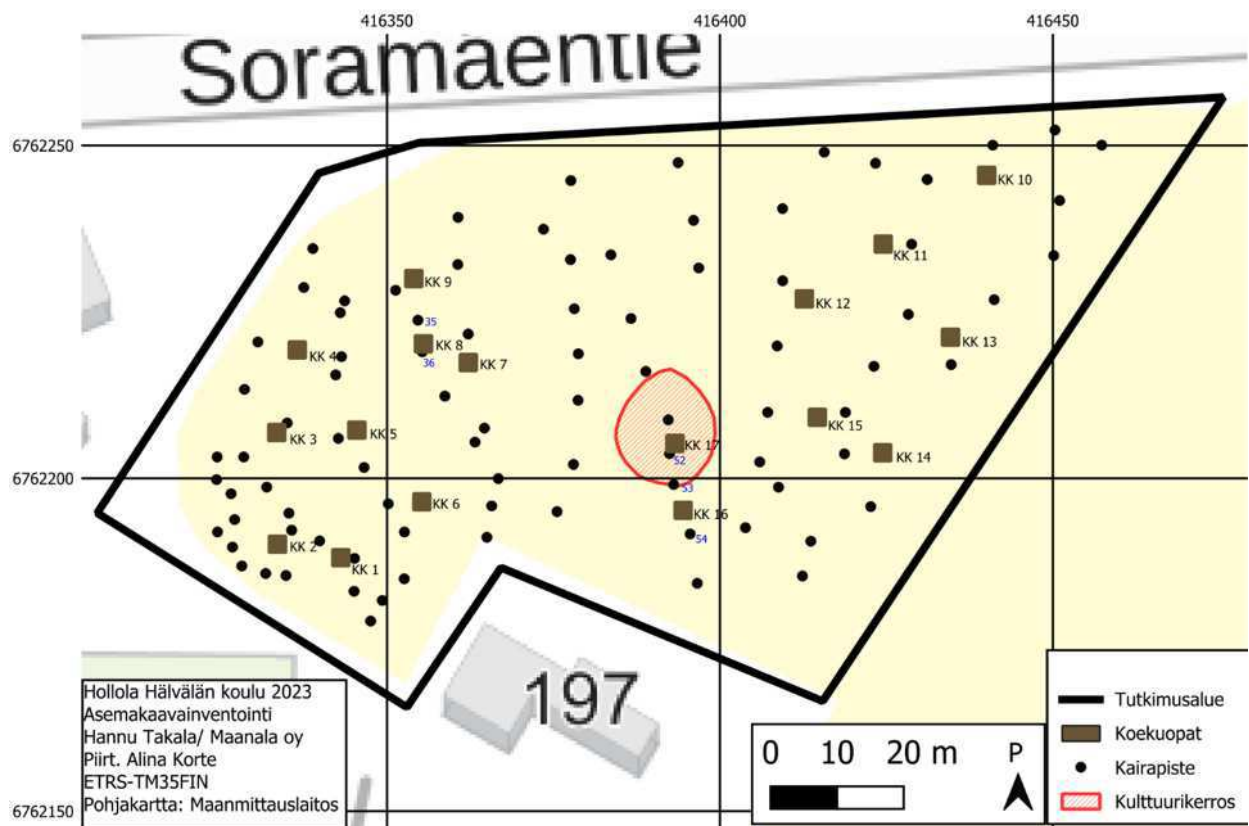 416350 416400 416450
Soramäentie
6762250
KK 10
KK 11
KK 9
KK 12
35
KK 8
KK 13
KK 4
36
KK 7
KK 15
KK 3
KK 5
KK 17
KK 14
52
6762200
53
KK 6
KK 16
54
KK 2
KK 1
197
Hollola Hälvälän koulu 2023
Asemakaavainventointi
Hannu Takala/ Maanala oy
Piirt. Alina Korte
ETRS-TM35FIN
Pohjakartta: Maanmittauslaitos
0 10 20 m P
Tutkimusalue
Koekuopat
Kairapiste
Kulttuurikerros
6762150